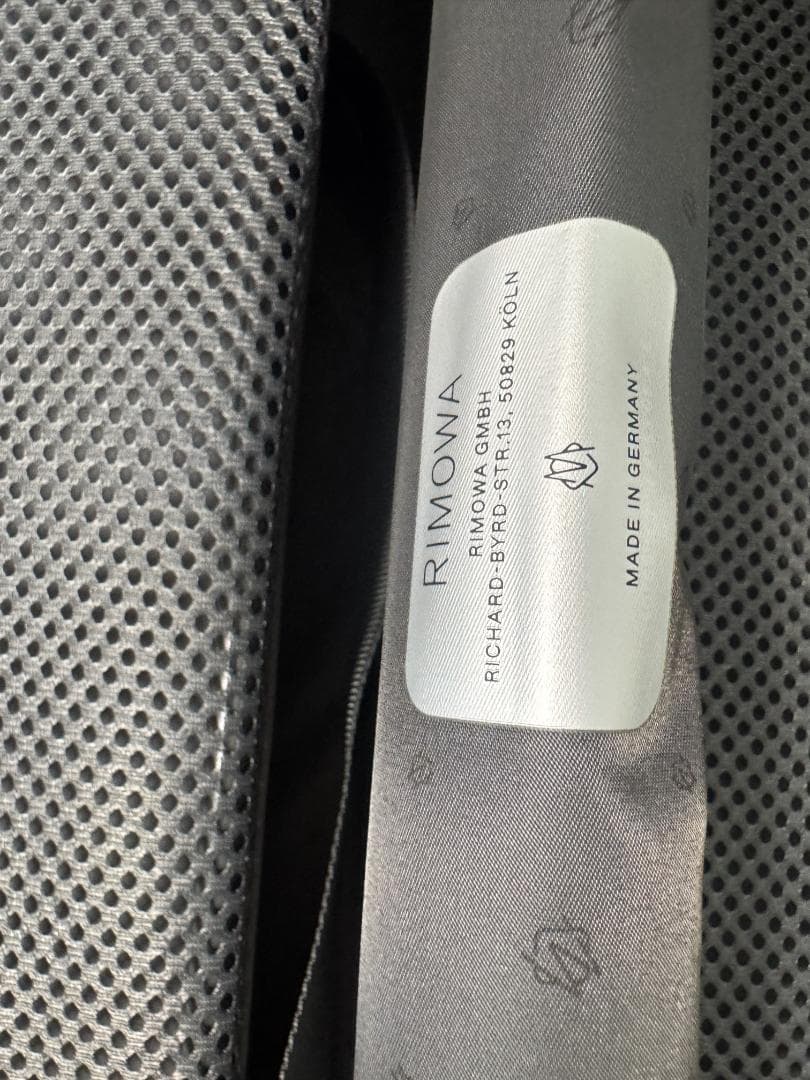 RIMOWA
RIMOWA GMBH
RICHARD-BYRD-STR.13, 50829 KÖLN
MADE IN GERMANY